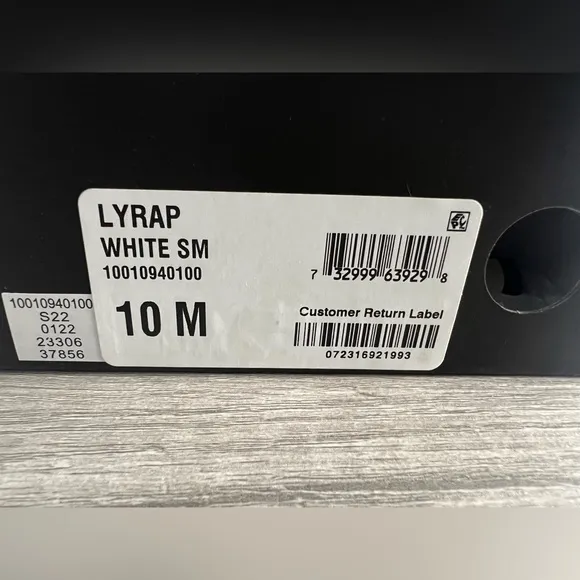 LYRAP
WHITE SM
10010940100
10 M
7 32999 63929 8
Customer Return Label
072316921993
10010940100
S22
0122
23306
37856